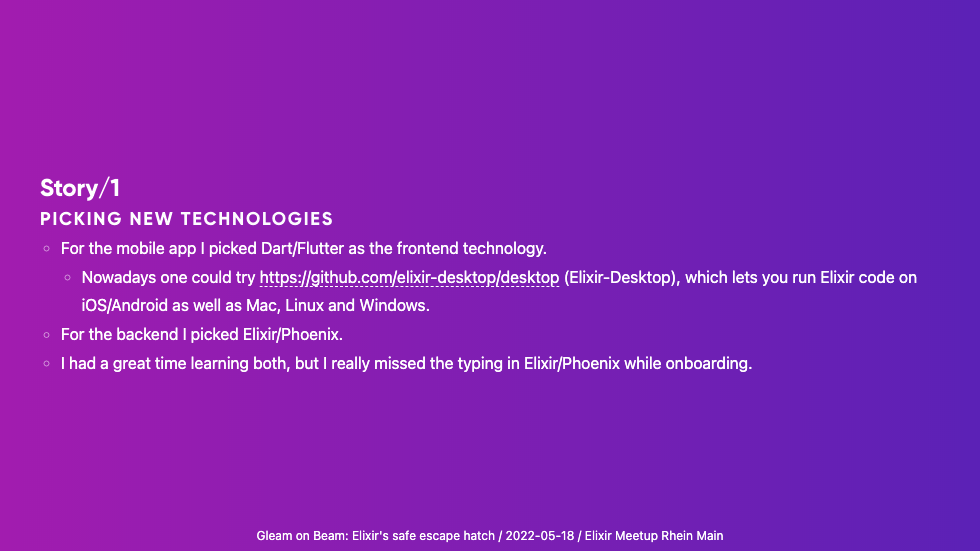 Story/1
PICKING NEW TECHNOLOGIES
For the mobile app I picked Dart/Flutter as the frontend technology.
Nowadays one could try https://github.com/elixir-desktop/desktop (Elixir-Desktop), which lets you run Elixir code on
iOS/Android as well as Mac, Linux and Windows.
For the backend I picked Elixir/Phoenix.
I had a great time learning both, but I really missed the typing in Elixir/Phoenix while onboarding.
Gleam on Beam: Elixir's safe escape hatch / 2022-05-18 / Elixir Meetup Rhein Main